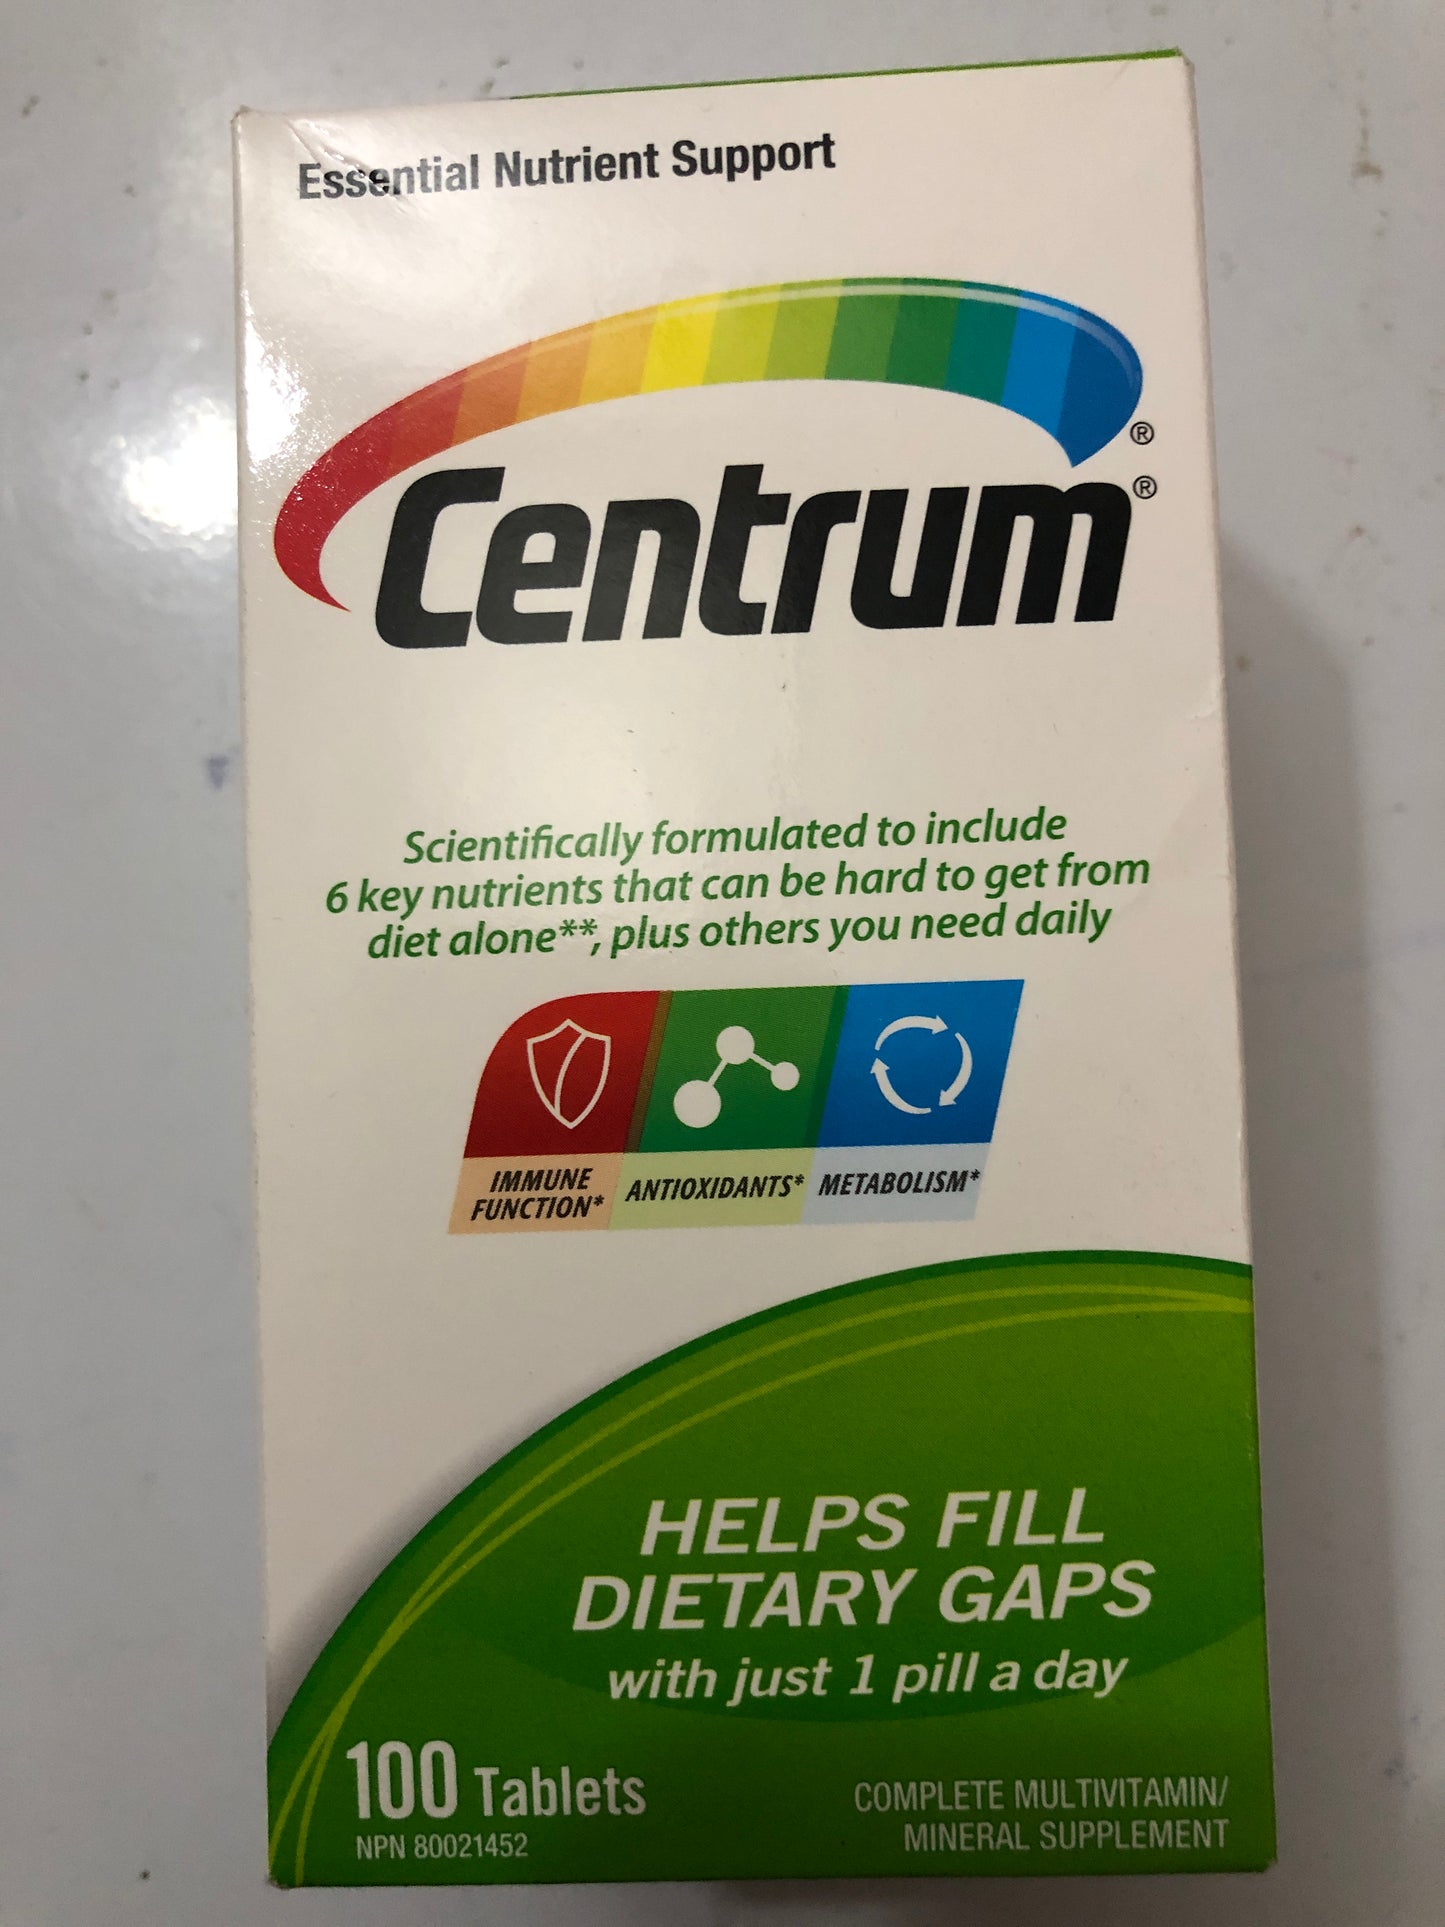 Essential Nutrient Support
®
Centrum®
Scientifically formulated to include
6 key nutrients that can be hard to get from
diet alone**, plus others you need daily
IMMUNE
FUNCTION*
ANTIOXIDANTS*
METABOLISM*
HELPS FILL
DIETARY GAPS
with just 1 pill a day
100 Tablets
NPN 80021452
COMPLETE MULTIVITAMIN/
MINERAL SUPPLEMENT